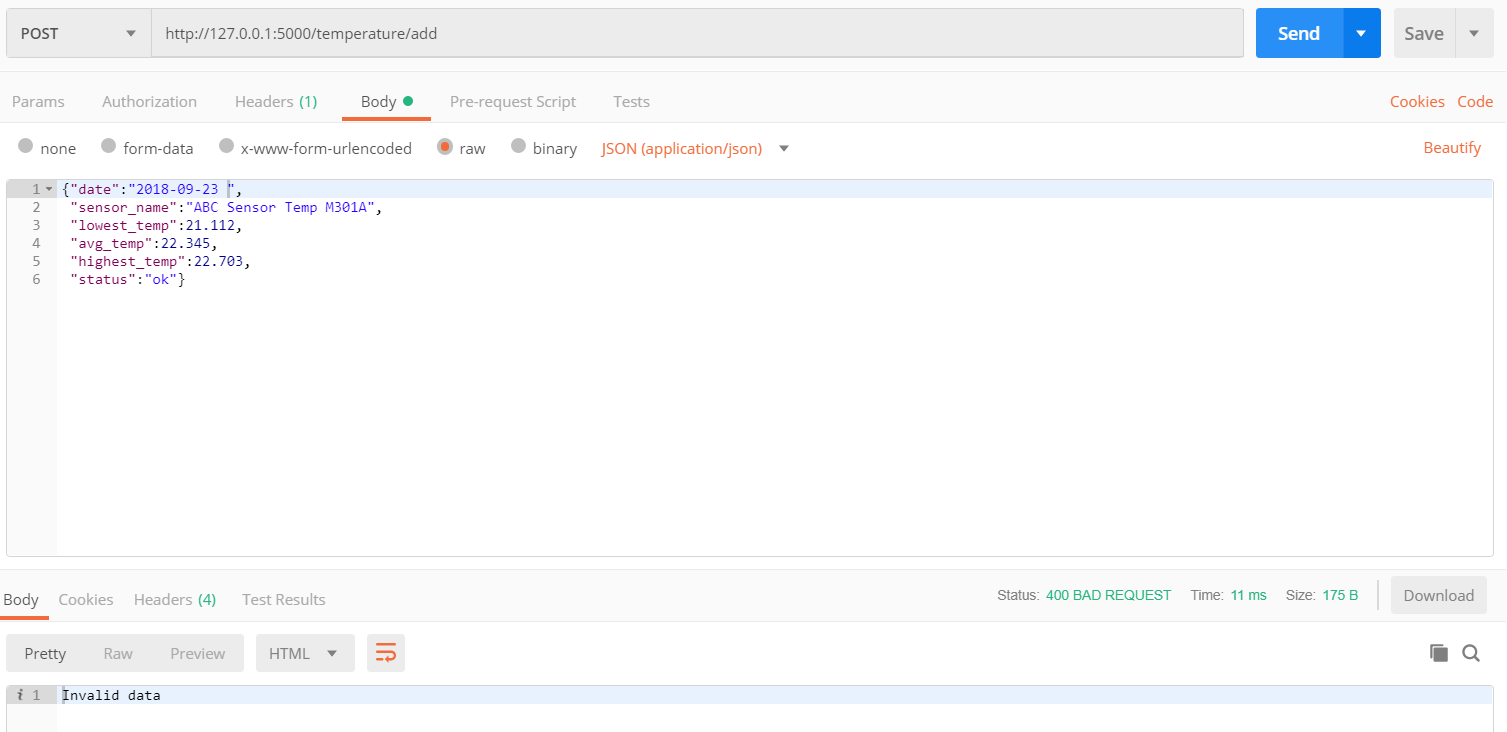 POST http://127.0.0.1:5000/temperature/add Send Save
Params Authorization Headers (1) Body Pre-request Script Tests Cookies Code
none form-data x-www-form-urlencoded raw binary JSON (application/json) Beautify
1 {"date":"2018-09-23 ",
2 "sensor_name":"ABC Sensor Temp M301A",
3 "lowest_temp":21.112,
4 "avg_temp":22.345,
5 "highest_temp":22.703,
6 "status":"ok"}
Body Cookies Headers (4) Test Results Status: 400 BAD REQUEST Time: 11 ms Size: 175 B Download
Pretty Raw Preview HTML
i 1 Invalid data